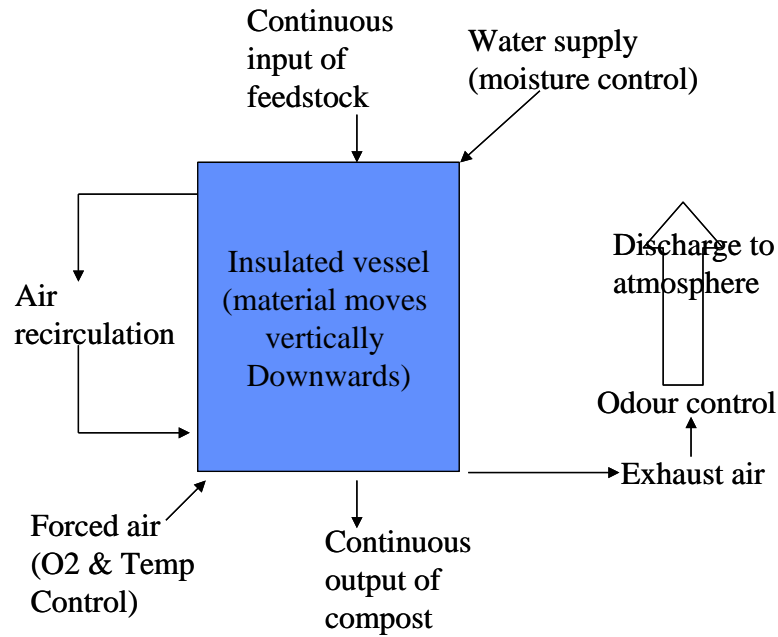 Continuous
input of
feedstock
Water supply
(moisture control)
Insulated vessel
(material moves
vertically
Downwards)
Air
recirculation
Discharge to
atmosphere
Odour control
Exhaust air
Forced air
(O2 & Temp
Control)
Continuous
output of
compost